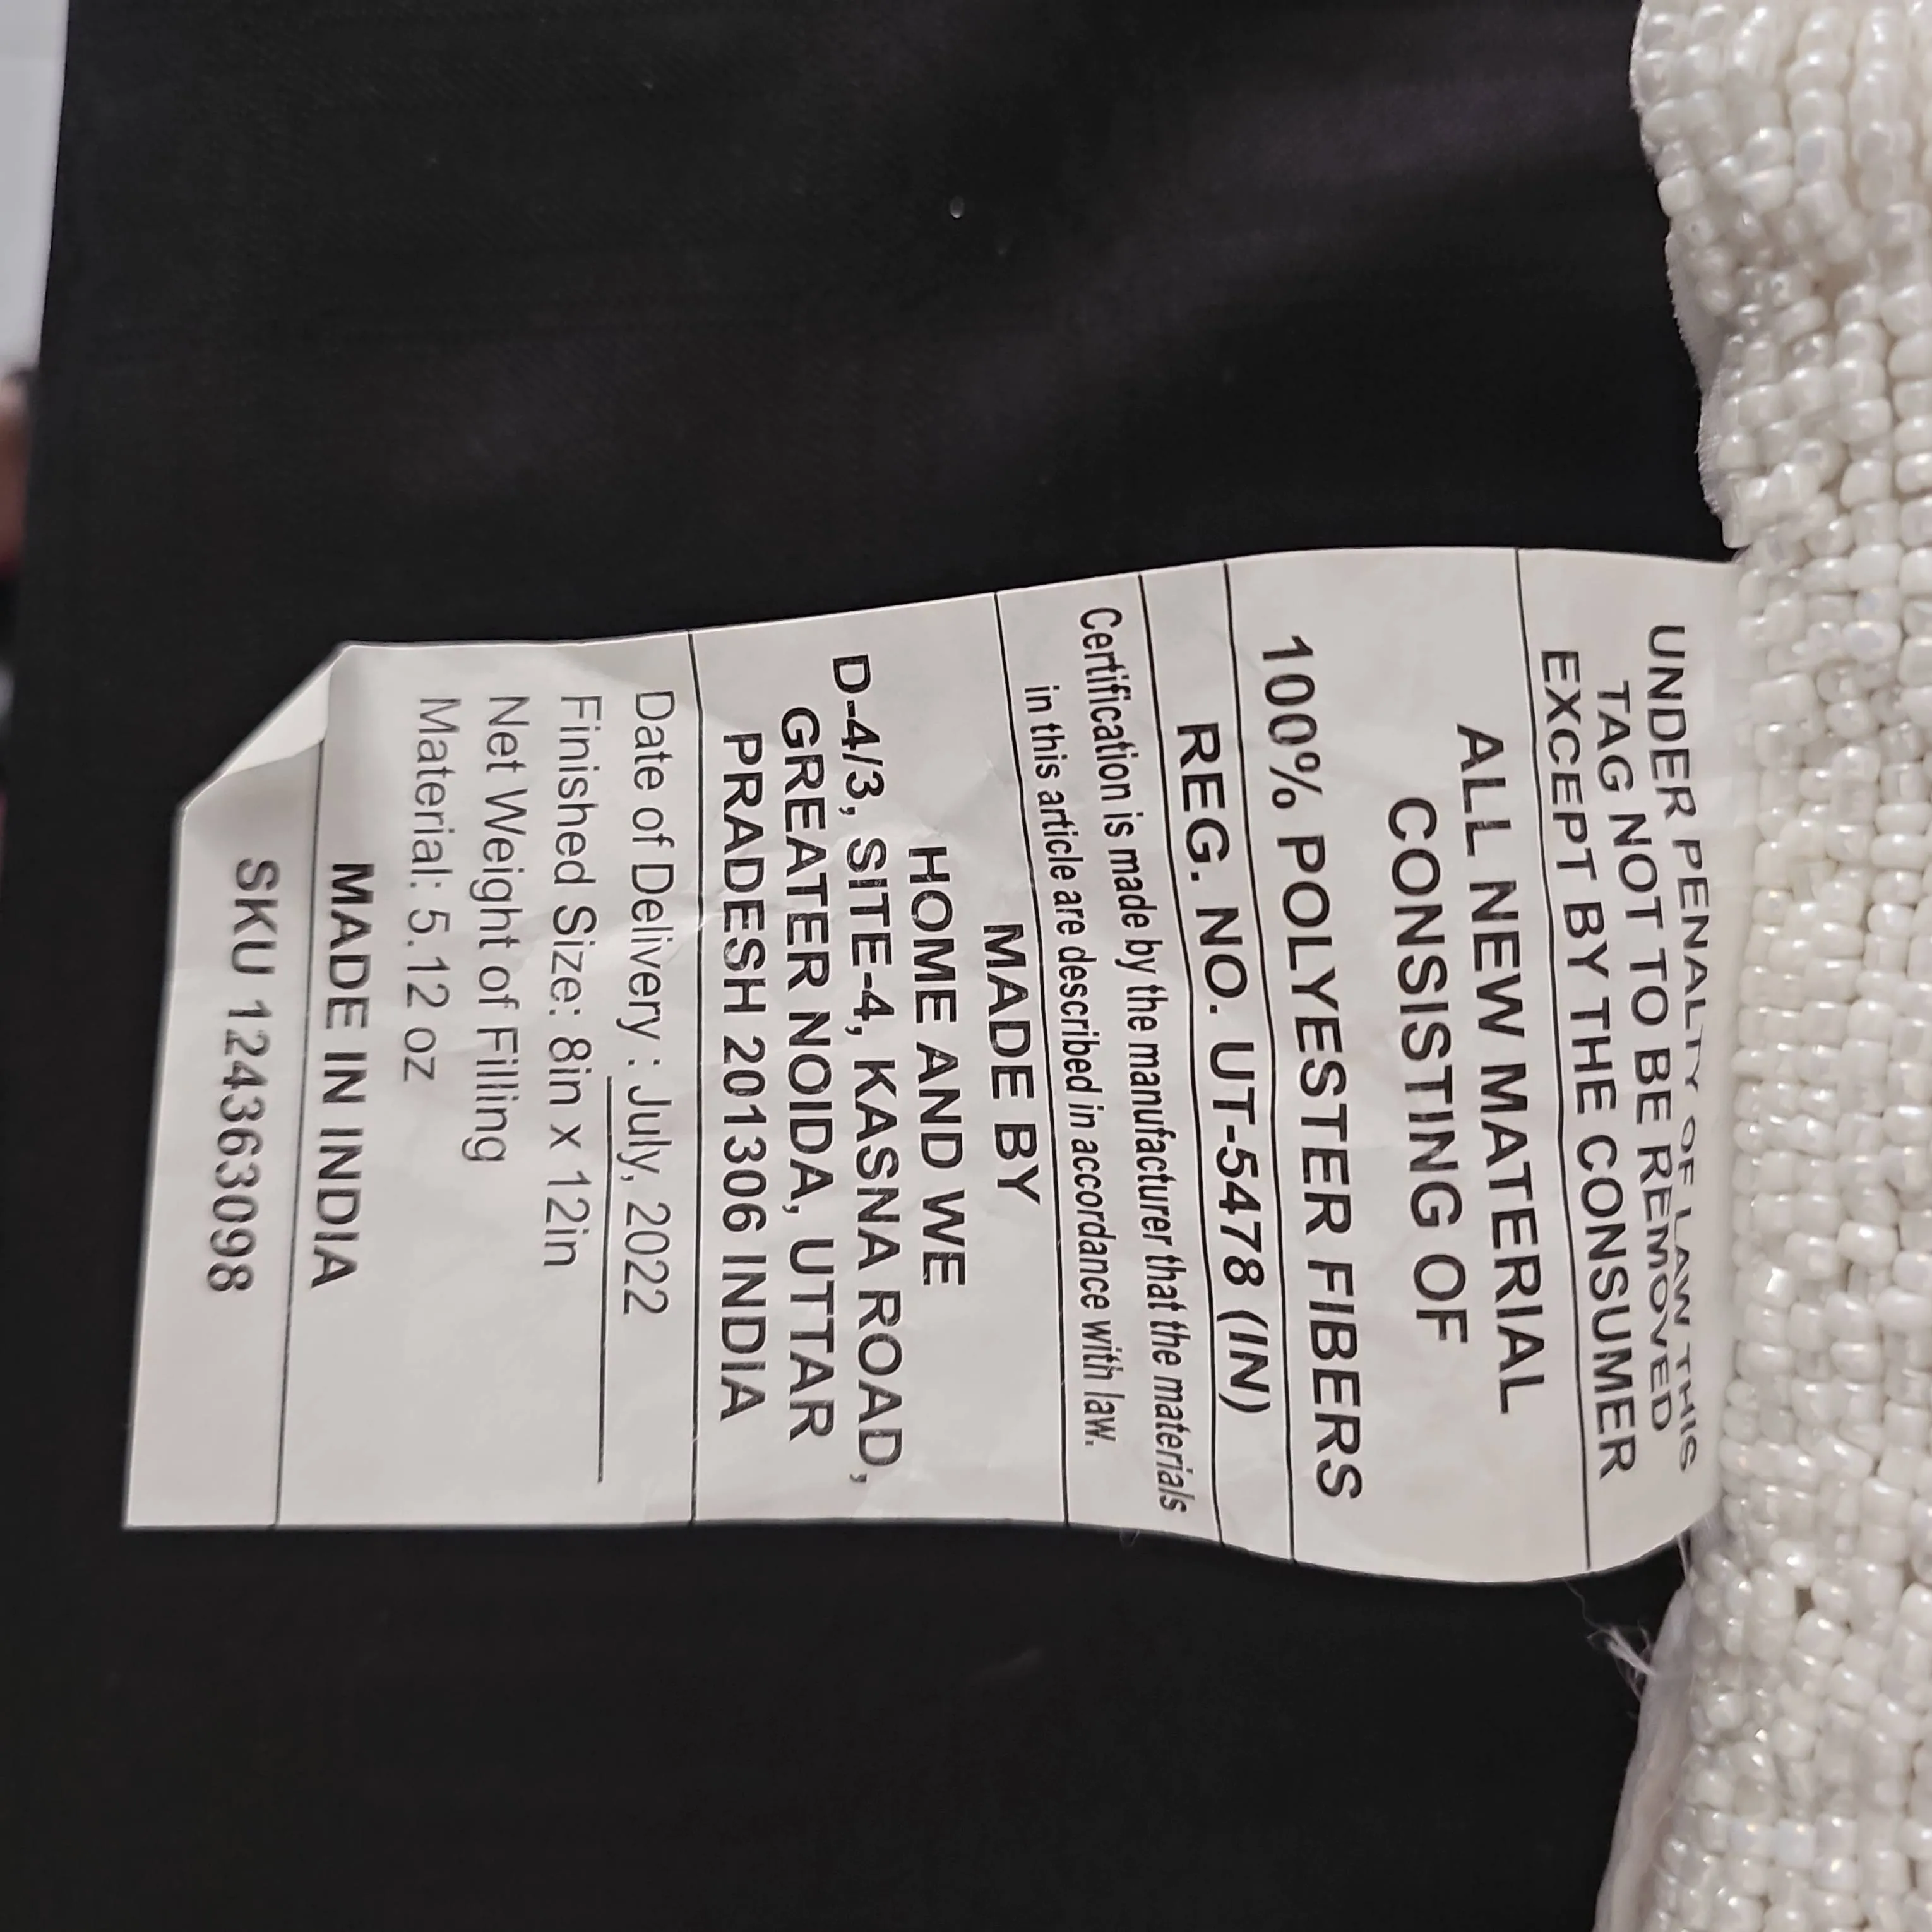 UNDER PENALTY OF LAW THIS
TAG NOT TO BE REMOVED
EXCEPT BY THE CONSUMER
ALL NEW MATERIAL
CONSISTING OF
100% POLYESTER FIBERS
REG. NO. UT-5478 (IN)
Certification is made by the manufacturer that the materials
in this article are described in accordance with law.
MADE BY
HOME AND WE
D-4/3, SITE-4, KASNA ROAD,
GREATER NOIDA, UTTAR
PRADESH 201306 INDIA
Date of Delivery : July, 2022
Finished Size: 8in x 12in
Net Weight of Filling
Material: 5.12 oz
MADE IN INDIA
SKU 124363098